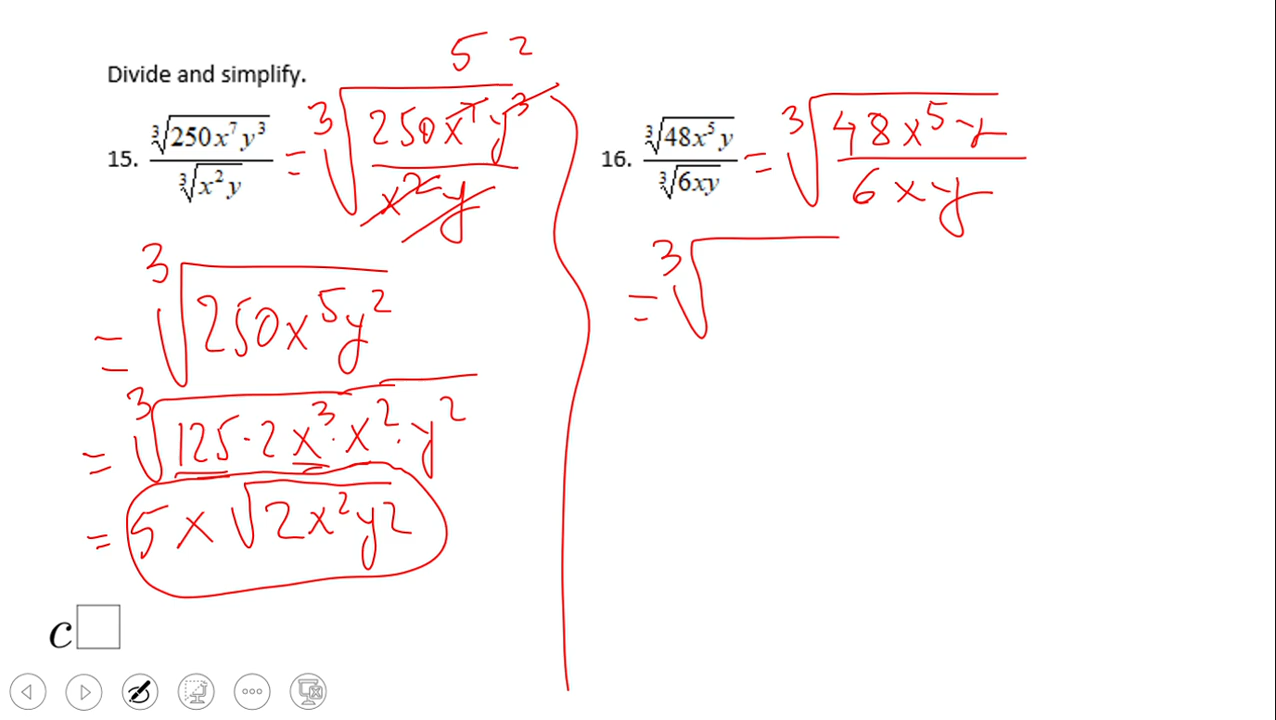 Divide and simplify.
15. ∛(250x⁷y³) / ∛(x²y) = ∛(250x⁷y³ / x²y) 5 2
= ∛(250x⁵y²)
= ∛(125·2x³·x²·y²)
= 5x√(2x²y²)
16. ∛(48x⁵y) / ∛(6xy) = ∛(48x⁵y / 6xy)
= ∛
c